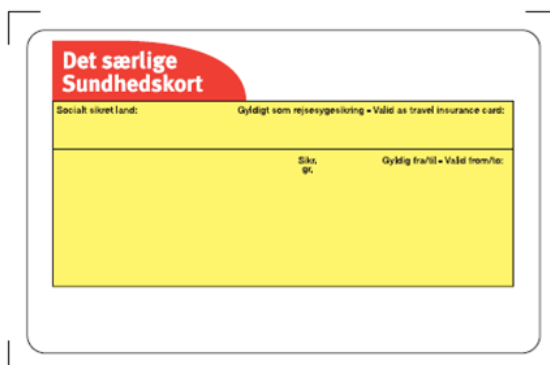 Det særlige
Sundhedskort
Socialt sikret land: Gyldigt som rejsesygesikring - Valid as travel insurance card:
Sikr. Gyldig fra/til - Valid from/to:
gr.